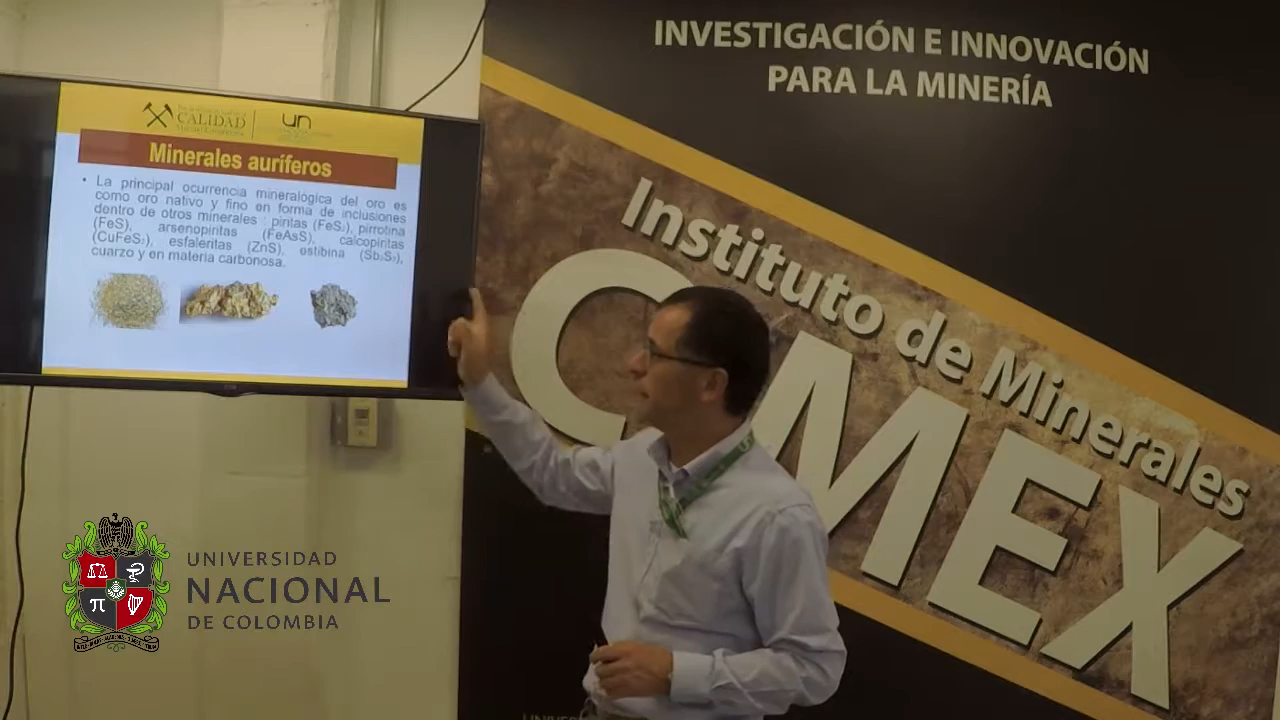 INVESTIGACIÓN E INNOVACIÓN
PARA LA MINERÍA
CALIDAD
un
Minerales auríferos
• La principal ocurrencia mineralógica del oro es
como oro nativo y fino en forma de inclusiones
dentro de otros minerales : piritas (FeS₂), pirrotina
(FeS), arsenopiritas (FeAsS), calcopiritas
(CuFeS₂), esfaleritas (ZnS), estibina (Sb₂S₃),
cuarzo y en materia carbonosa.
Instituto de Minerales
CIMEX
UNIVERSIDAD
NACIONAL
DE COLOMBIA